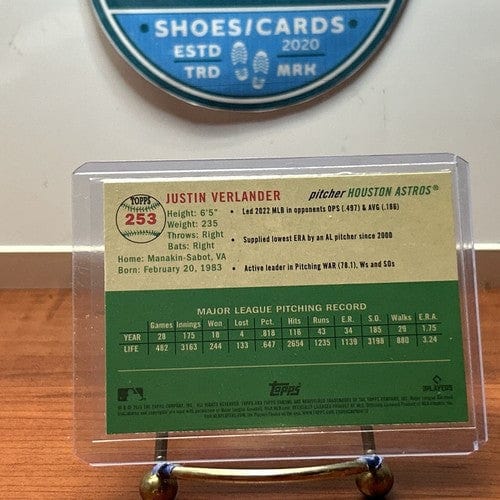 SHOES/CARDS
ESTD 2020
TRD MRK
TOPPS
253
JUSTIN VERLANDER
pitcher HOUSTON ASTROS®
Height: 6'5"
Weight: 235
Throws: Right
Bats: Right
Home: Manakin-Sabot, VA
Born: February 20, 1983
• Led 2022 MLB in opponents OPS (.497) & AVG (.186)
• Supplied lowest ERA by an AL pitcher since 2000
• Active leader in Pitching WAR (78.1), Ws and SOs
MAJOR LEAGUE PITCHING RECORD
Games Innings Won Lost Pct. Hits Runs E.R. S.O. Walks E.R.A.
YEAR 28 175 18 4 .818 116 43 34 185 29 1.75
LIFE 482 3163 244 133 .647 2654 1235 1139 3198 880 3.24
Topps
PLAYERS